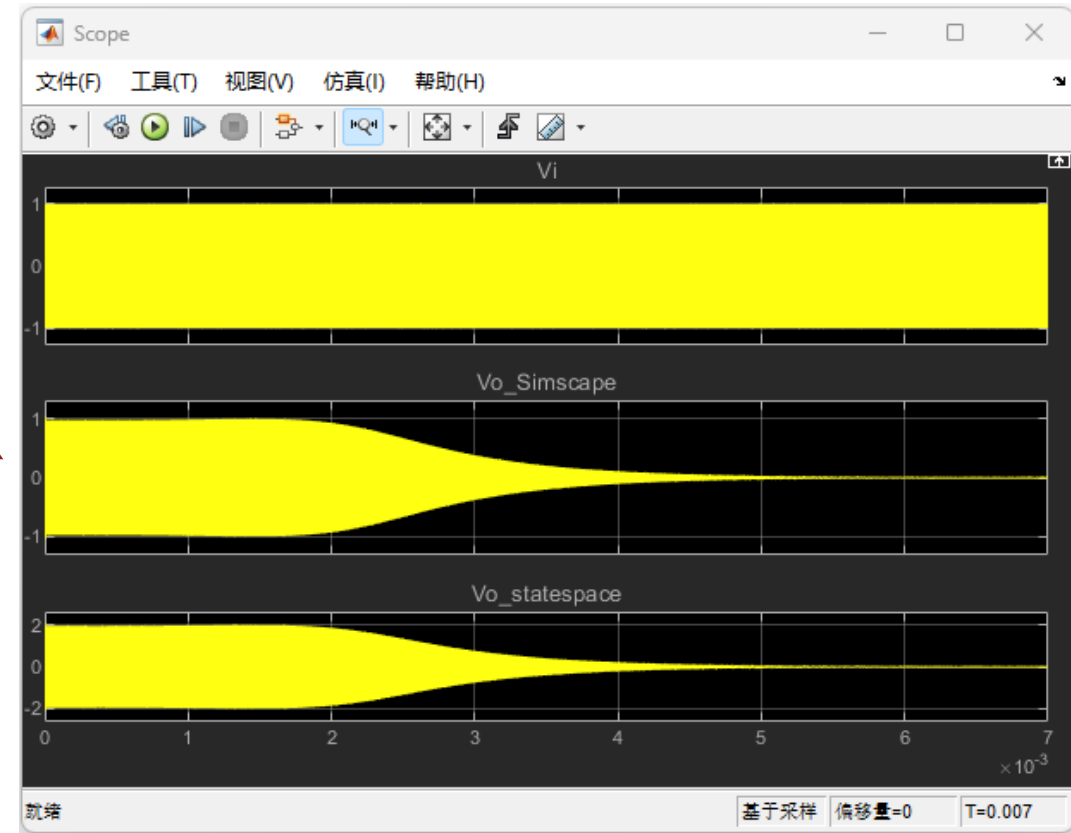 Scope
文件(F) 工具(T) 视图(V) 仿真(I) 帮助(H)
Vi
1
0
-1
Vo_Simscape
1
0
-1
Vo_statespace
2
0
-2
0 1 2 3 4 5 6 7
×10-3
就绪 基于采样 偏移量=0 T=0.007